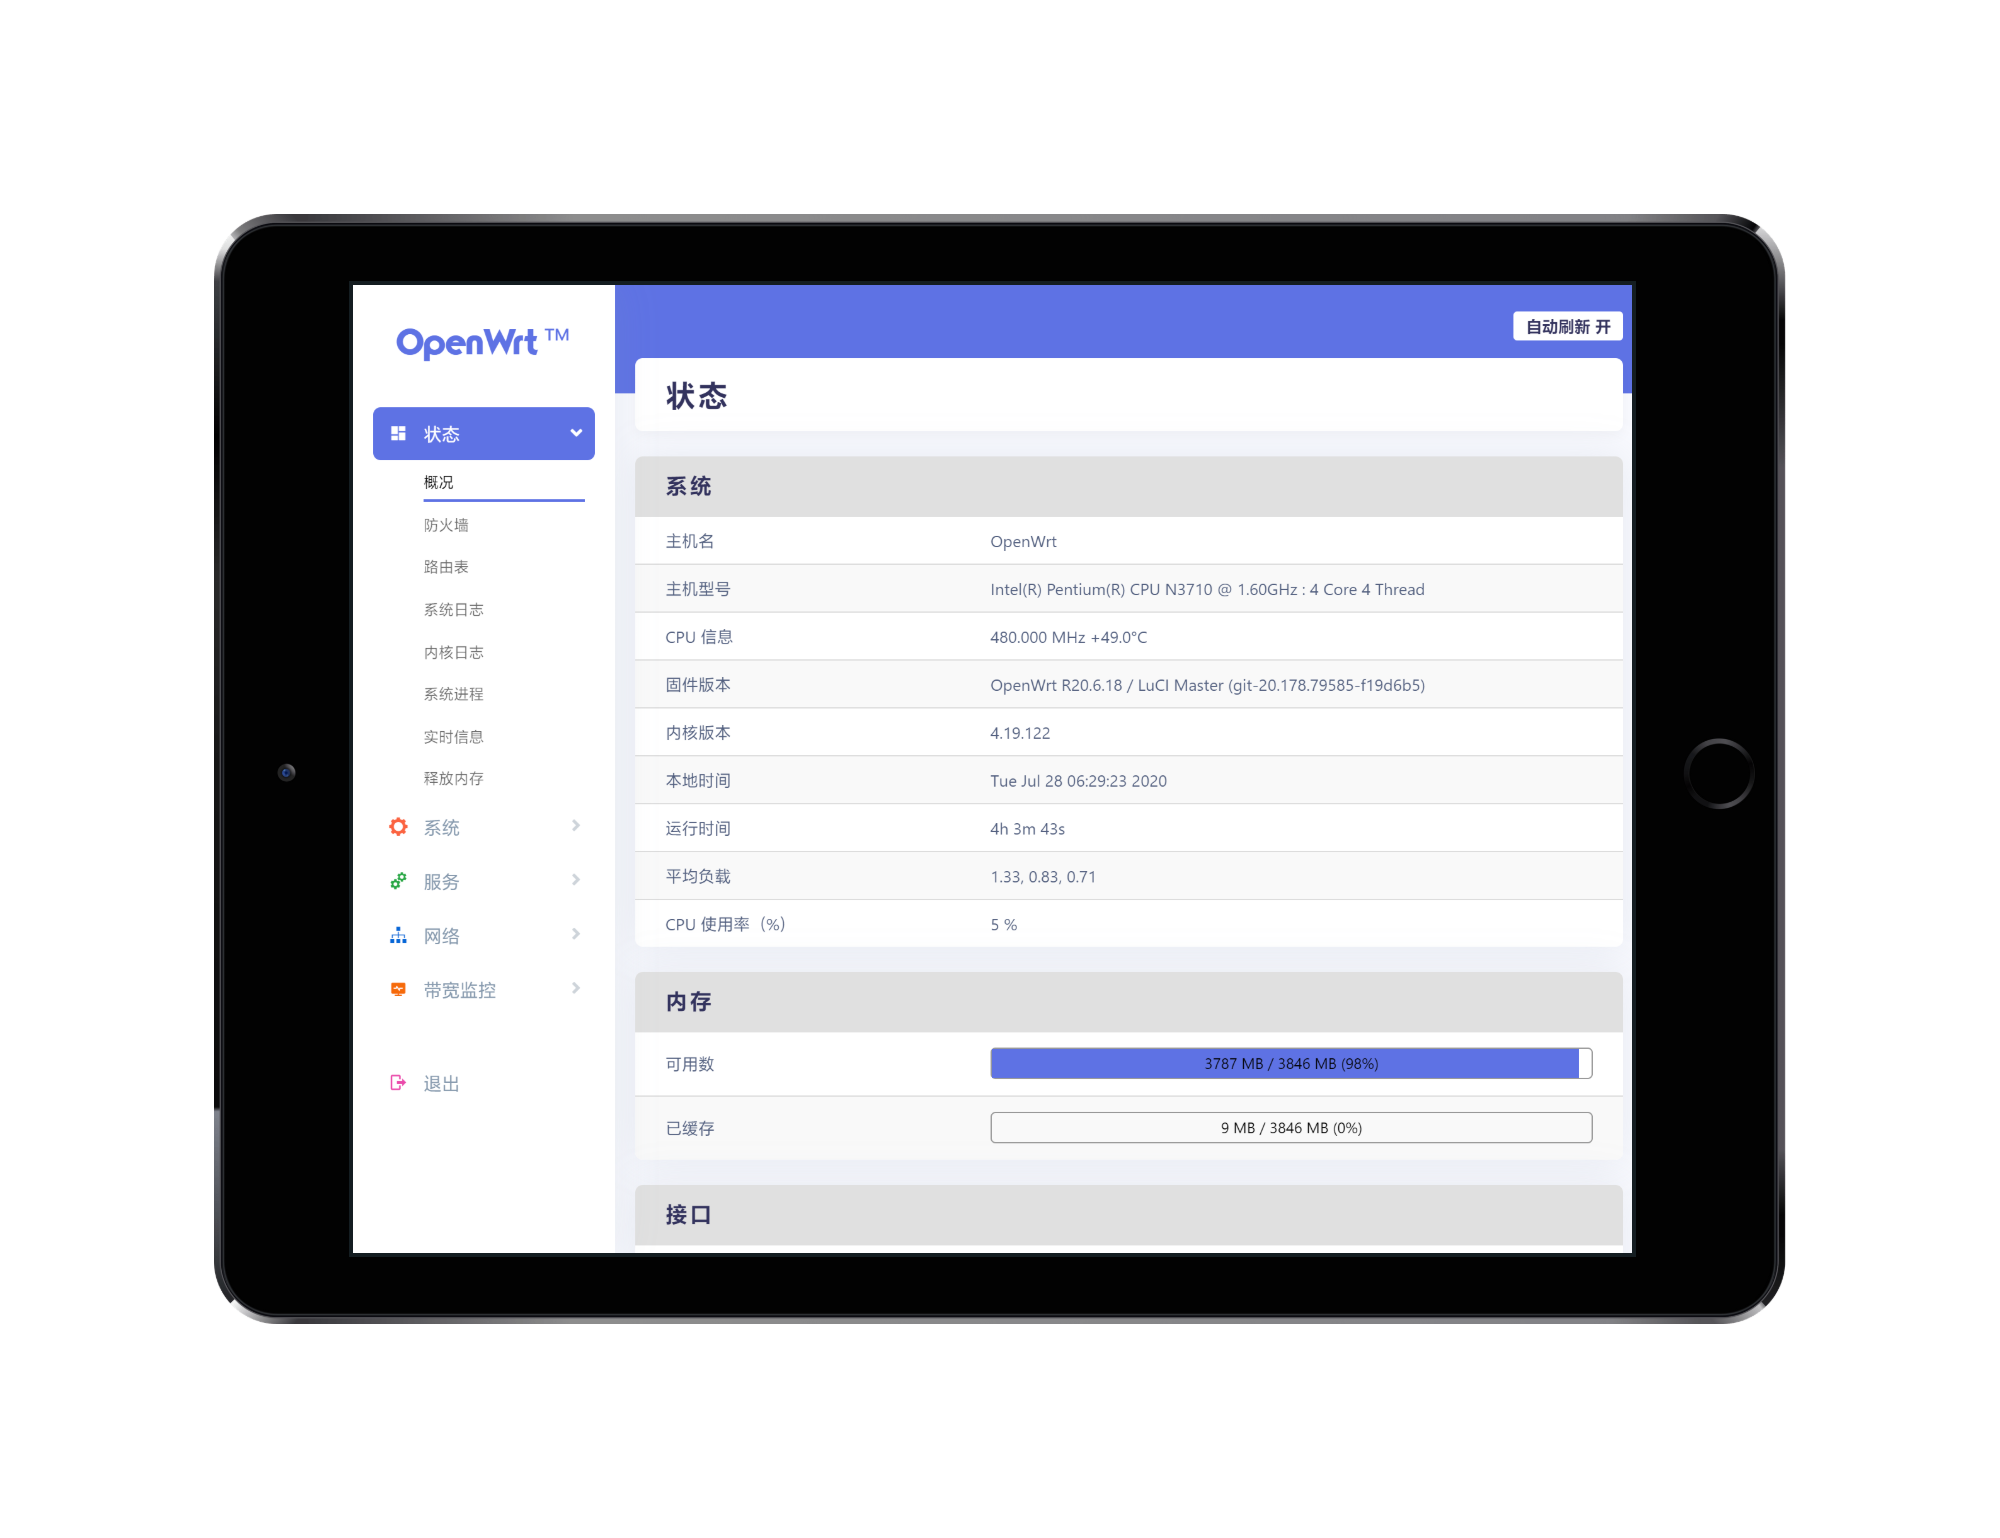 OpenWrt TM
自动刷新 开
状态
概况
防火墙
路由表
系统日志
内核日志
系统进程
实时信息
释放内存
系统
服务
网络
带宽监控
退出
状态
系统
主机名 OpenWrt
主机型号 Intel(R) Pentium(R) CPU N3710 @ 1.60GHz : 4 Core 4 Thread
CPU 信息 480.000 MHz +49.0°C
固件版本 OpenWrt R20.6.18 / LuCI Master (git-20.178.79585-f19d6b5)
内核版本 4.19.122
本地时间 Tue Jul 28 06:29:23 2020
运行时间 4h 3m 43s
平均负载 1.33, 0.83, 0.71
CPU 使用率（%） 5 %
内存
可用数 3787 MB / 3846 MB (98%)
已缓存 9 MB / 3846 MB (0%)
接口